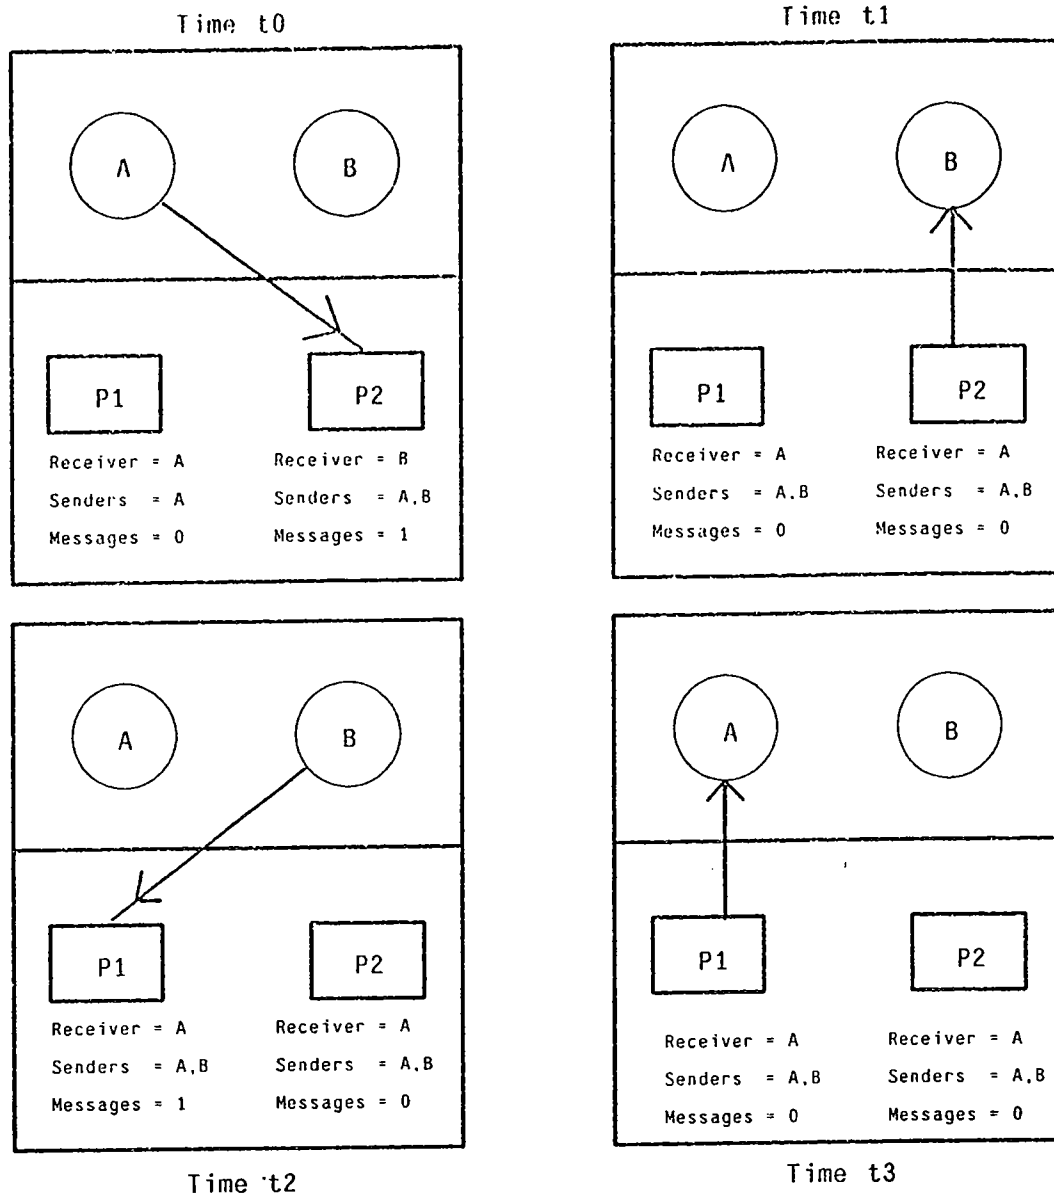 Time t0
A B
P1 P2
Receiver = A Receiver = B
Senders = A Senders = A,B
Messages = 0 Messages = 1
Time t1
A B
P1 P2
Receiver = A Receiver = A
Senders = A,B Senders = A,B
Messages = 0 Messages = 0
A B
P1 P2
Receiver = A Receiver = A
Senders = A,B Senders = A,B
Messages = 1 Messages = 0
Time t2
A B
P1 P2
Receiver = A Receiver = A
Senders = A,B Senders = A,B
Messages = 0 Messages = 0
Time t3